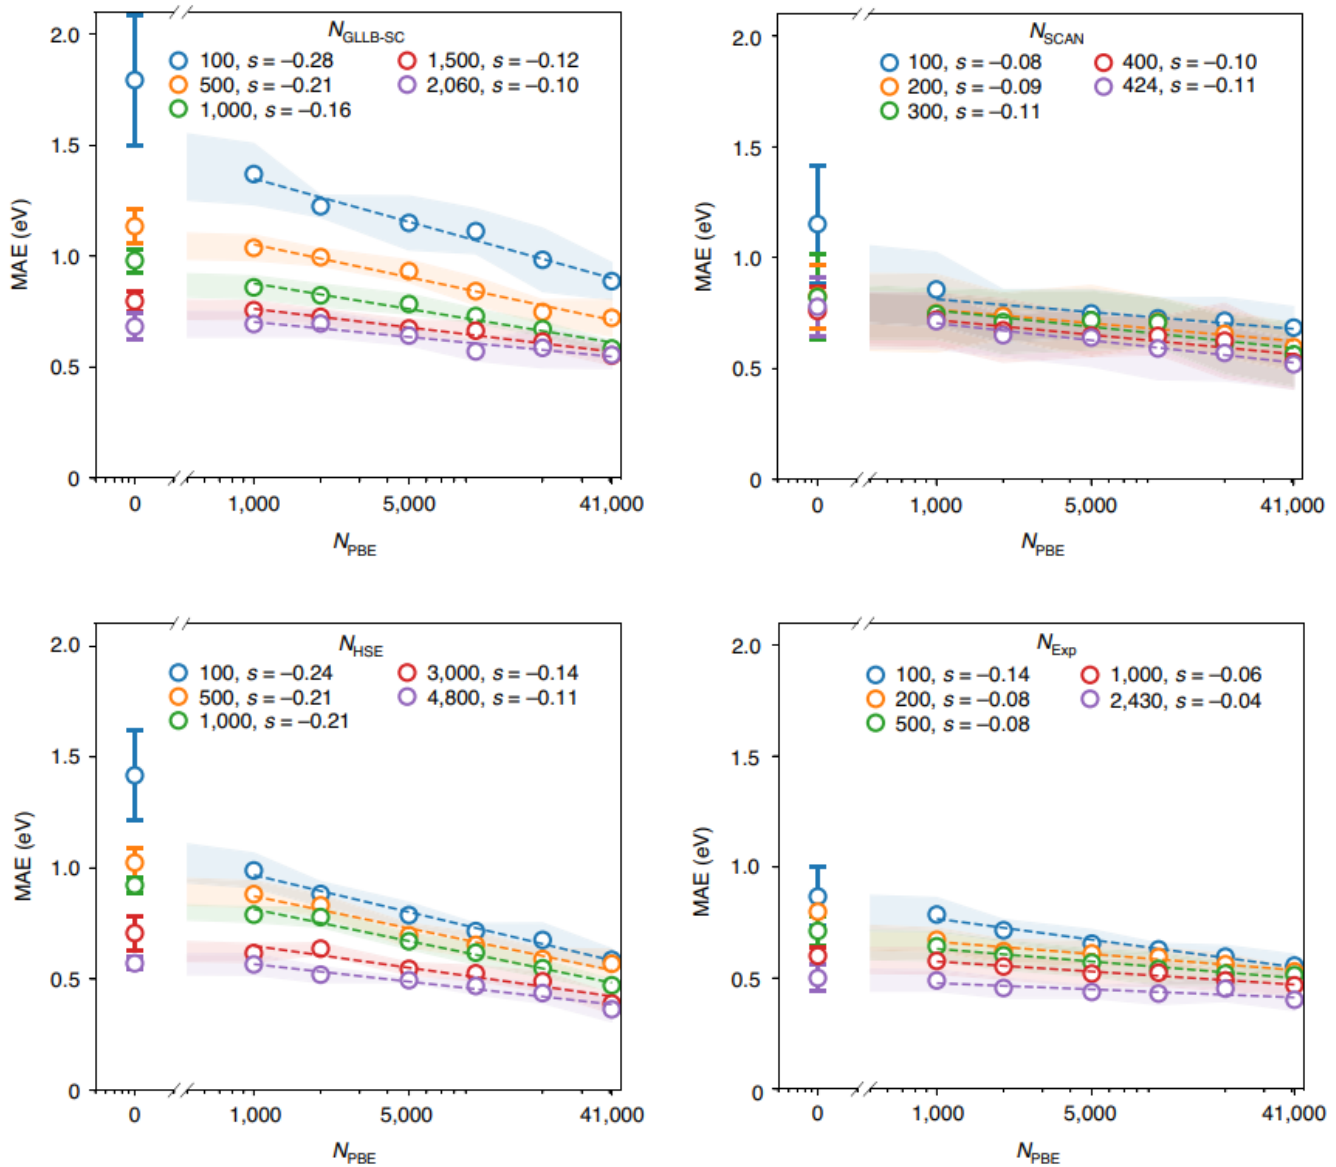 N_GLLB-SC
100, s = –0.28
1,500, s = –0.12
500, s = –0.21
2,060, s = –0.10
1,000, s = –0.16
2.0
1.5
1.0
0.5
0
MAE (eV)
0 1,000 5,000 41,000
N_PBE
N_SCAN
100, s = –0.08
400, s = –0.10
200, s = –0.09
424, s = –0.11
300, s = –0.11
2.0
1.5
1.0
0.5
0
MAE (eV)
0 1,000 5,000 41,000
N_PBE
N_HSE
100, s = –0.24
3,000, s = –0.14
500, s = –0.21
4,800, s = –0.11
1,000, s = –0.21
2.0
1.5
1.0
0.5
0
MAE (eV)
0 1,000 5,000 41,000
N_PBE
N_Exp
100, s = –0.14
1,000, s = –0.06
200, s = –0.08
2,430, s = –0.04
500, s = –0.08
2.0
1.5
1.0
0.5
0
MAE (eV)
0 1,000 5,000 41,000
N_PBE